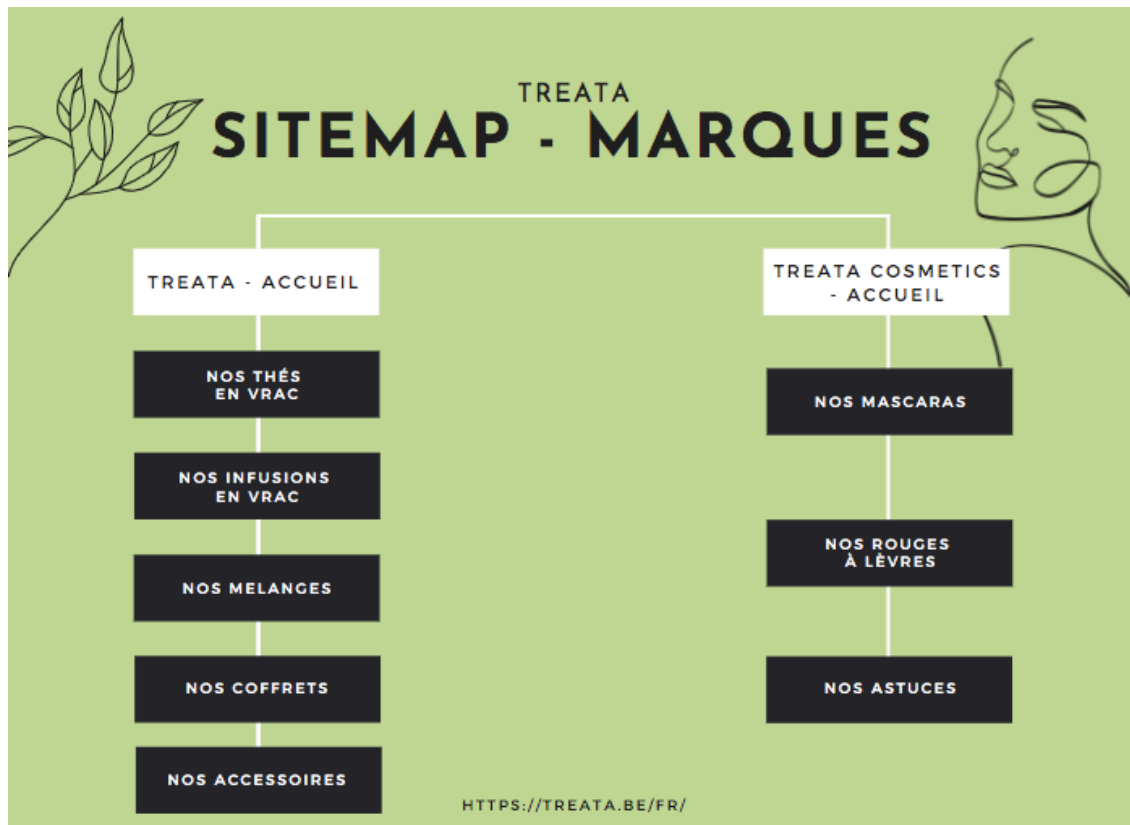 TREATA
SITEMAP - MARQUES
TREATA - ACCUEIL
NOS THÉS
EN VRAC
NOS INFUSIONS
EN VRAC
NOS MELANGES
NOS COFFRETS
NOS ACCESSOIRES
TREATA COSMETICS
- ACCUEIL
NOS MASCARAS
NOS ROUGES
À LÈVRES
NOS ASTUCES
HTTPS://TREATA.BE/FR/